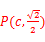 P(c, √2/2)